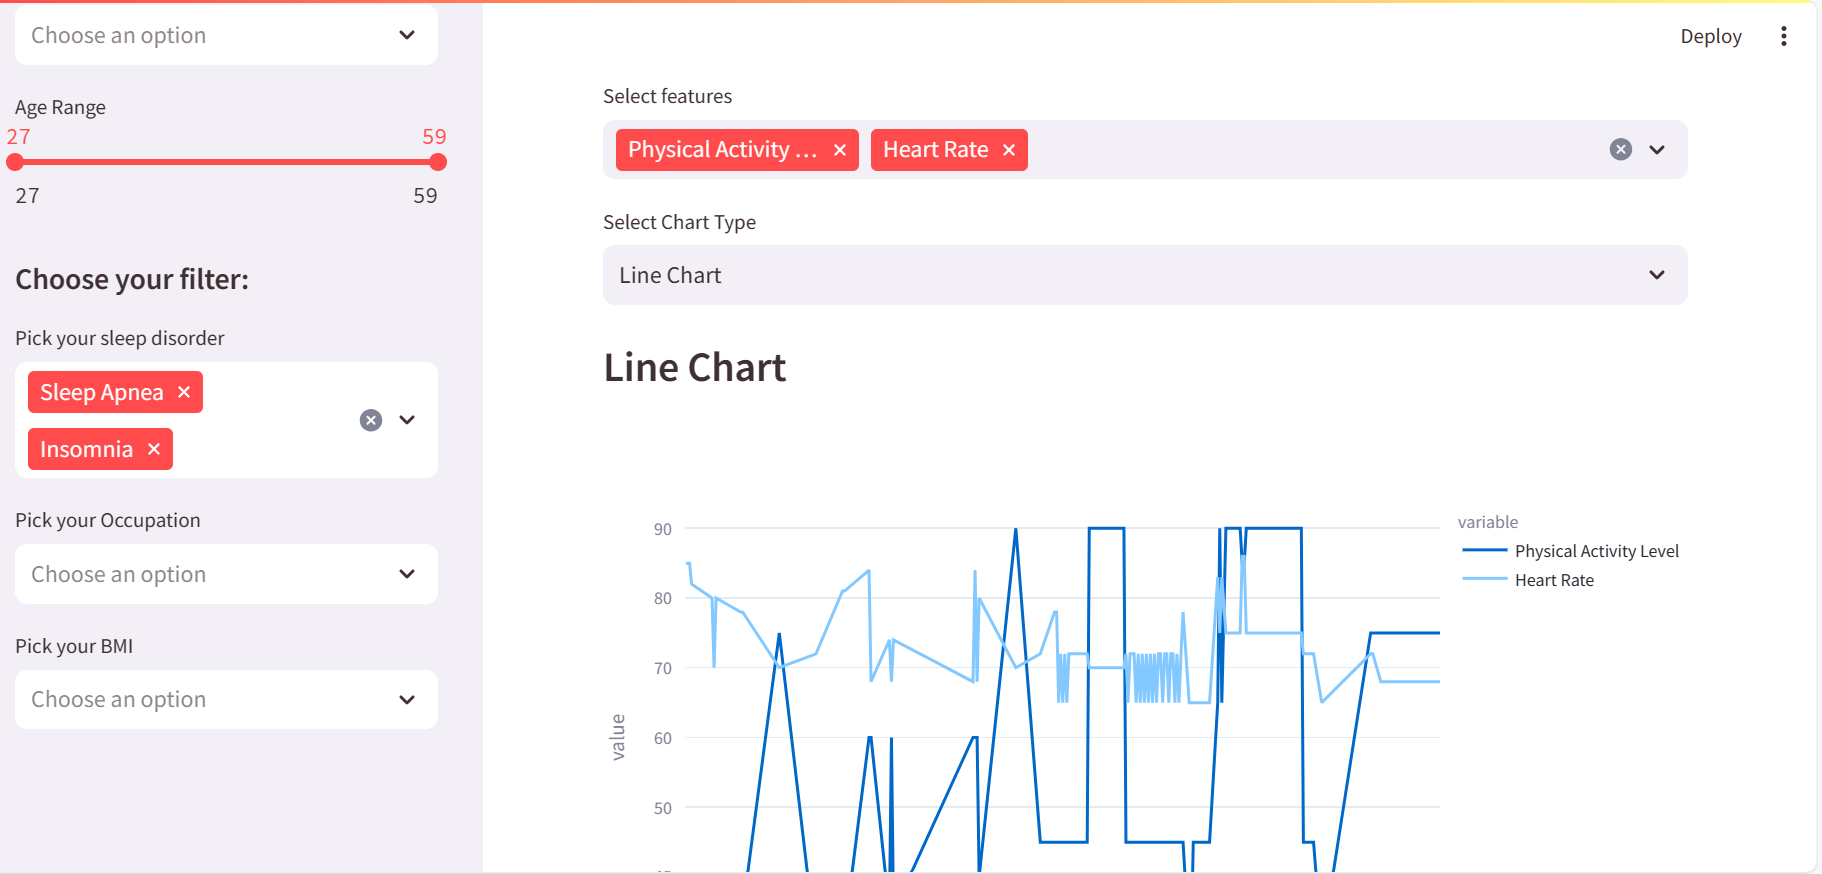 Choose an option
Age Range
27 59
27 59
Choose your filter:
Pick your sleep disorder
Sleep Apnea
Insomnia
Pick your Occupation
Choose an option
Pick your BMI
Choose an option
Deploy
Select features
Physical Activity ... Heart Rate
Select Chart Type
Line Chart
Line Chart
variable
Physical Activity Level
Heart Rate
value
90
80
70
60
50